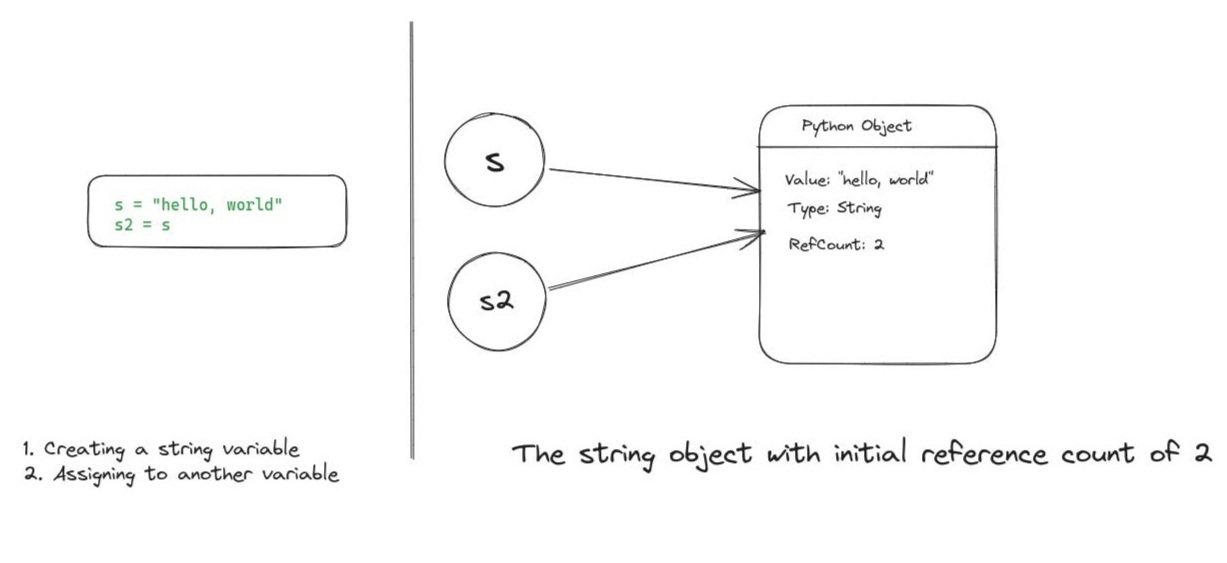 s = "hello, world"
s2 = s
1. Creating a string variable
2. Assigning to another variable
s
s2
Python Object
Value: "hello, world"
Type: String
RefCount: 2
The string object with initial reference count of 2